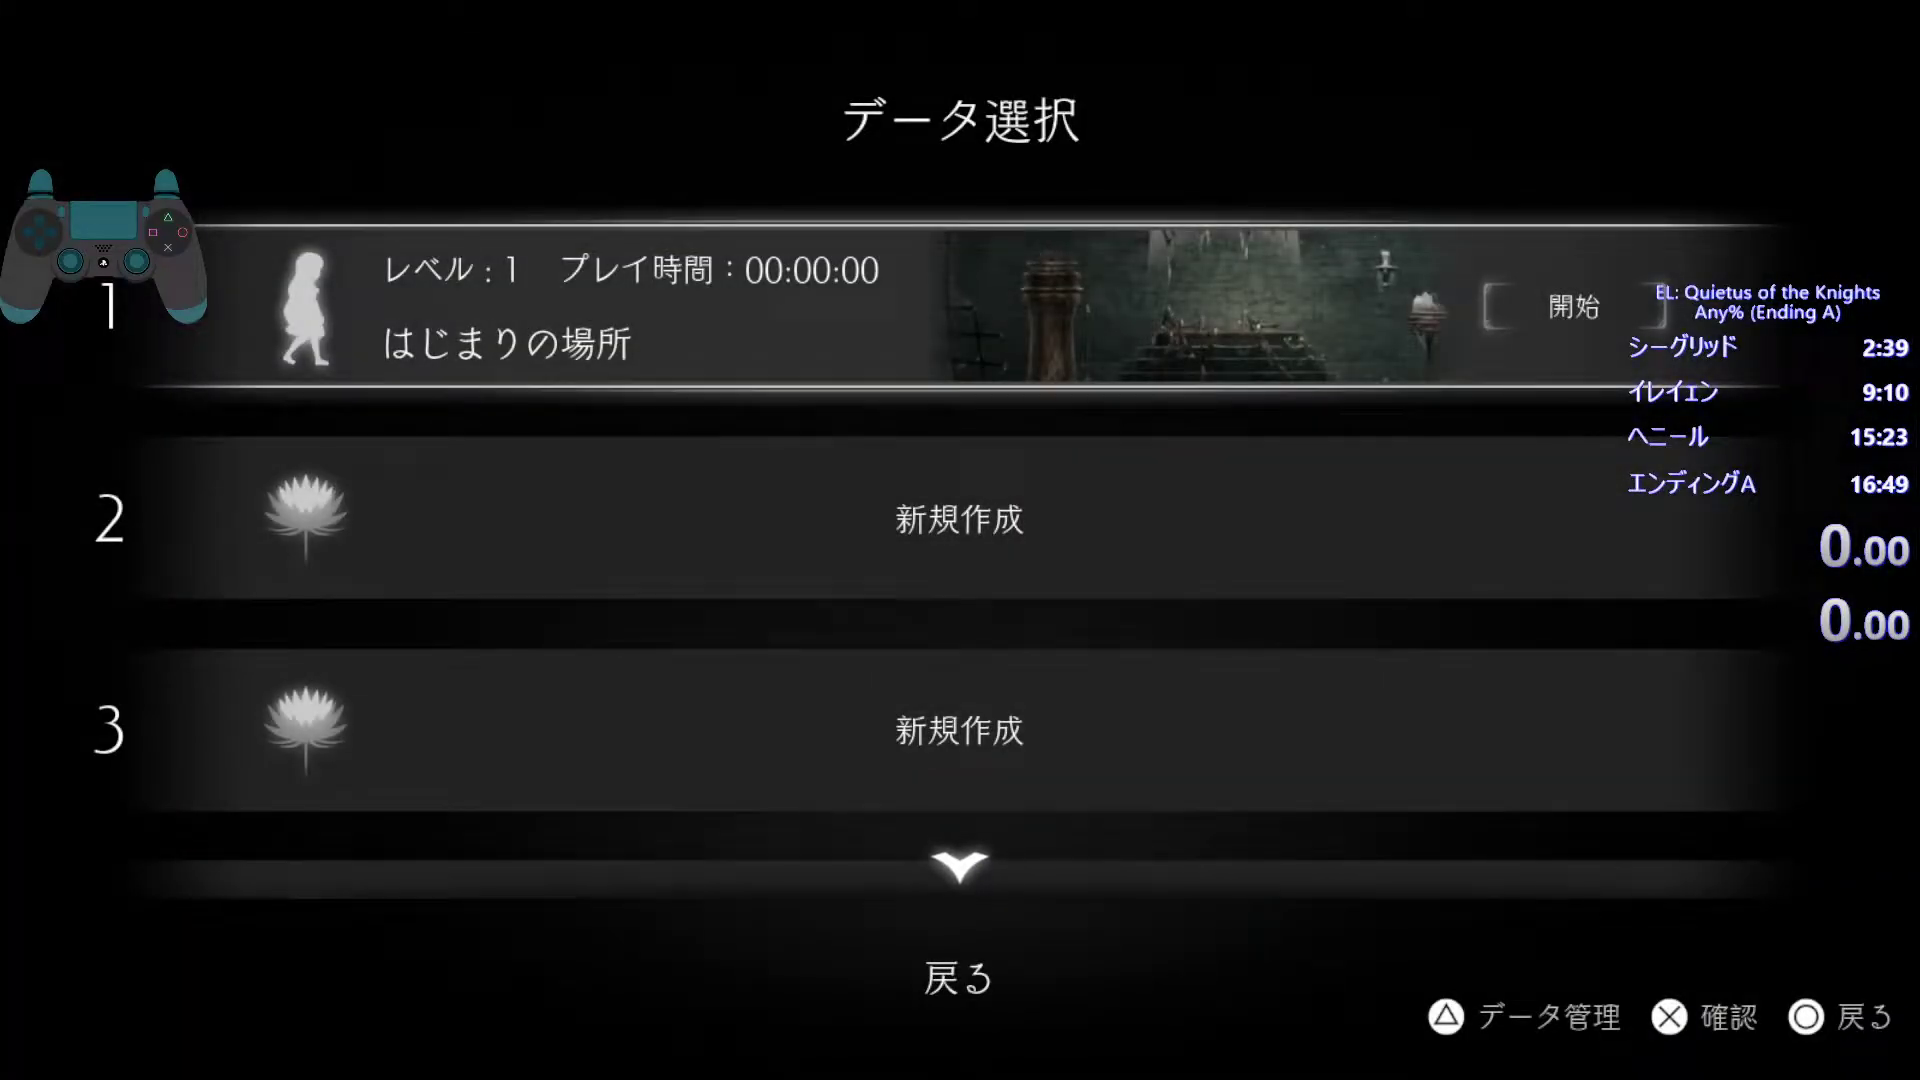 データ選択
1
レベル : 1 プレイ時間：00:00:00
はじまりの場所
開始
2
新規作成
3
新規作成
戻る
データ管理 確認 戻る
EL: Quietus of the Knights
Any% (Ending A)
シーグリッド 2:39
イレイェン 9:10
ヘニール 15:23
エンディングA 16:49
0.00
0.00